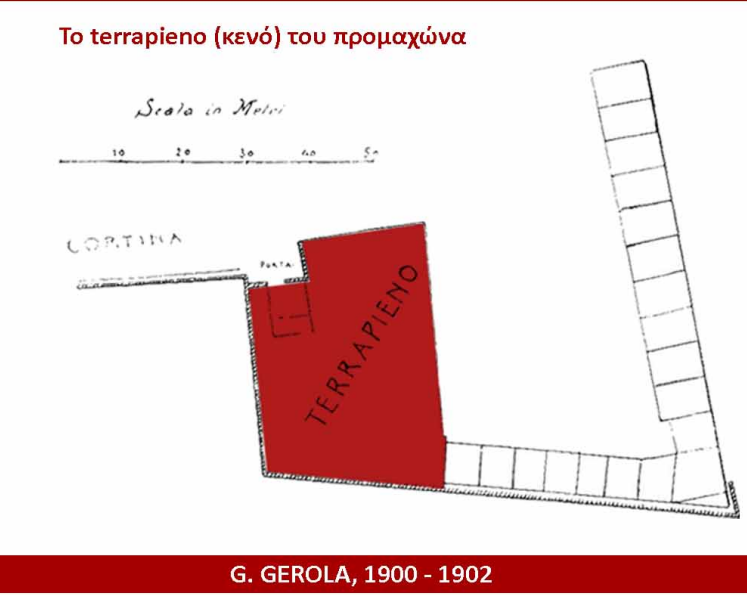 Το terrapieno (κενό) του προμαχώνα
Scala in Metri
10 20 30 40 50
CORTINA
PORTA
TERRAPIENO
G. GEROLA, 1900 - 1902